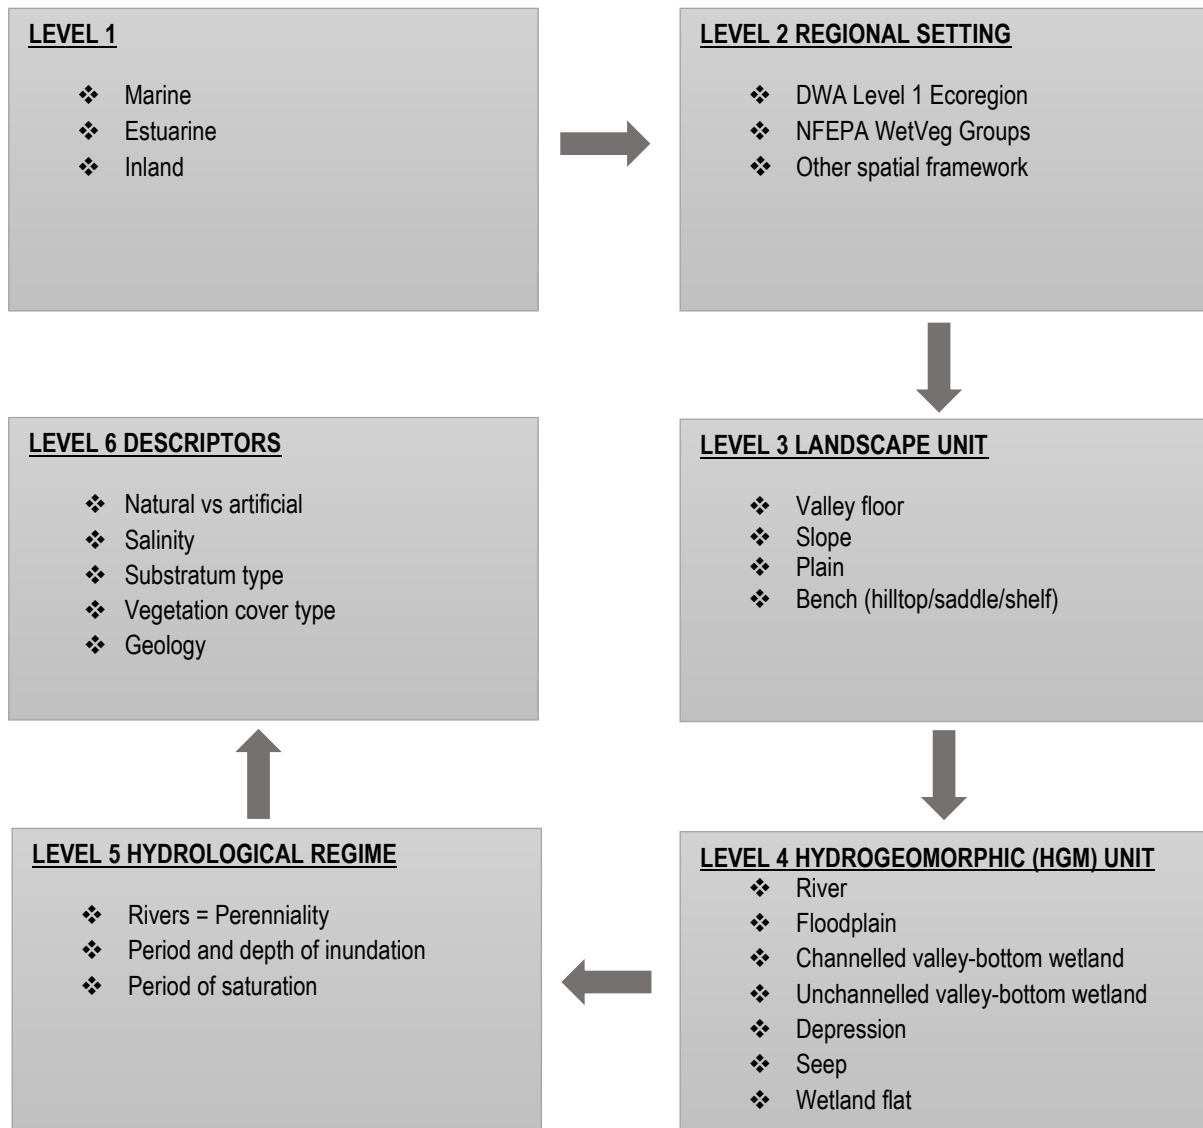 LEVEL 1
❖ Marine
❖ Estuarine
❖ Inland
LEVEL 2 REGIONAL SETTING
❖ DWA Level 1 Ecoregion
❖ NFEPA WetVeg Groups
❖ Other spatial framework
LEVEL 3 LANDSCAPE UNIT
❖ Valley floor
❖ Slope
❖ Plain
❖ Bench (hilltop/saddle/shelf)
LEVEL 4 HYDROGEOMORPHIC (HGM) UNIT
❖ River
❖ Floodplain
❖ Channelled valley-bottom wetland
❖ Unchannelled valley-bottom wetland
❖ Depression
❖ Seep
❖ Wetland flat
LEVEL 5 HYDROLOGICAL REGIME
❖ Rivers = Perenniality
❖ Period and depth of inundation
❖ Period of saturation
LEVEL 6 DESCRIPTORS
❖ Natural vs artificial
❖ Salinity
❖ Substratum type
❖ Vegetation cover type
❖ Geology